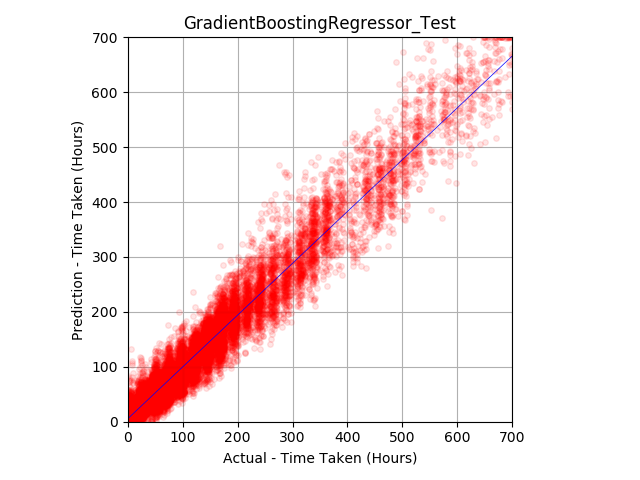 GradientBoostingRegressor_Test
Prediction - Time Taken (Hours)
700
600
500
400
300
200
100
0
0 100 200 300 400 500 600 700
Actual - Time Taken (Hours)